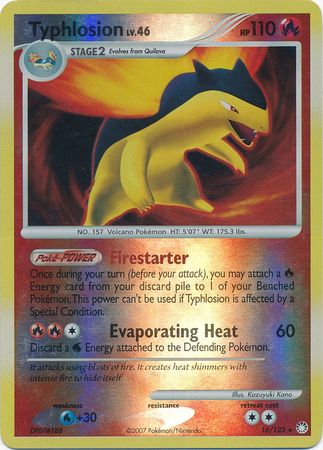 Typhlosion LV.46 HP 110
STAGE2 Evolves from Quilava
NO. 157 Volcano Pokémon HT: 5'07" WT: 175.3 lbs.
Poké-POWER Firestarter
Once during your turn (before your attack), you may attach a
Energy card from your discard pile to 1 of your Benched
Pokémon. This power can't be used if Typhlosion is affected by a
Special Condition.
Evaporating Heat 60
Discard a Energy attached to the Defending Pokémon.
It attacks using blasts of fire. It creates heat shimmers with
intense fire to hide itself.
Illus. Kazuyuki Kano
weakness resistance retreat cost
+30
DPBP#188 ©2007 Pokémon/Nintendo 16/123 ★